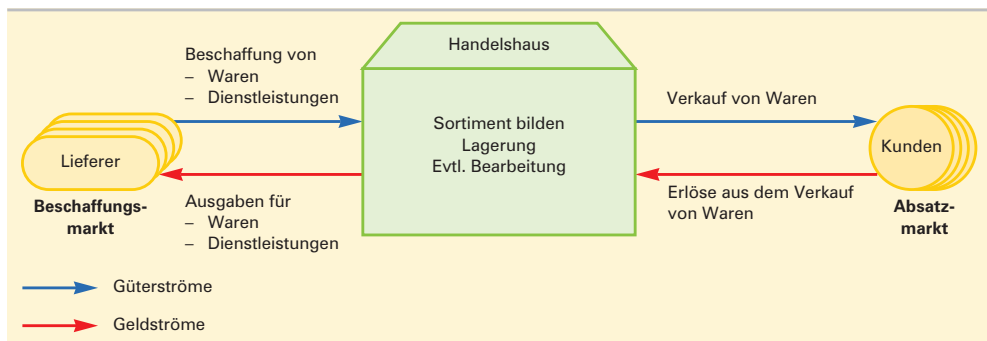 Handelshaus
Beschaffung von
– Waren
– Dienstleistungen
Verkauf von Waren
Sortiment bilden
Lagerung
Evtl. Bearbeitung
Lieferer
Kunden
Beschaffungs-
markt
Ausgaben für
– Waren
– Dienstleistungen
Erlöse aus dem Verkauf
von Waren
Absatz-
markt
Güterströme
Geldströme